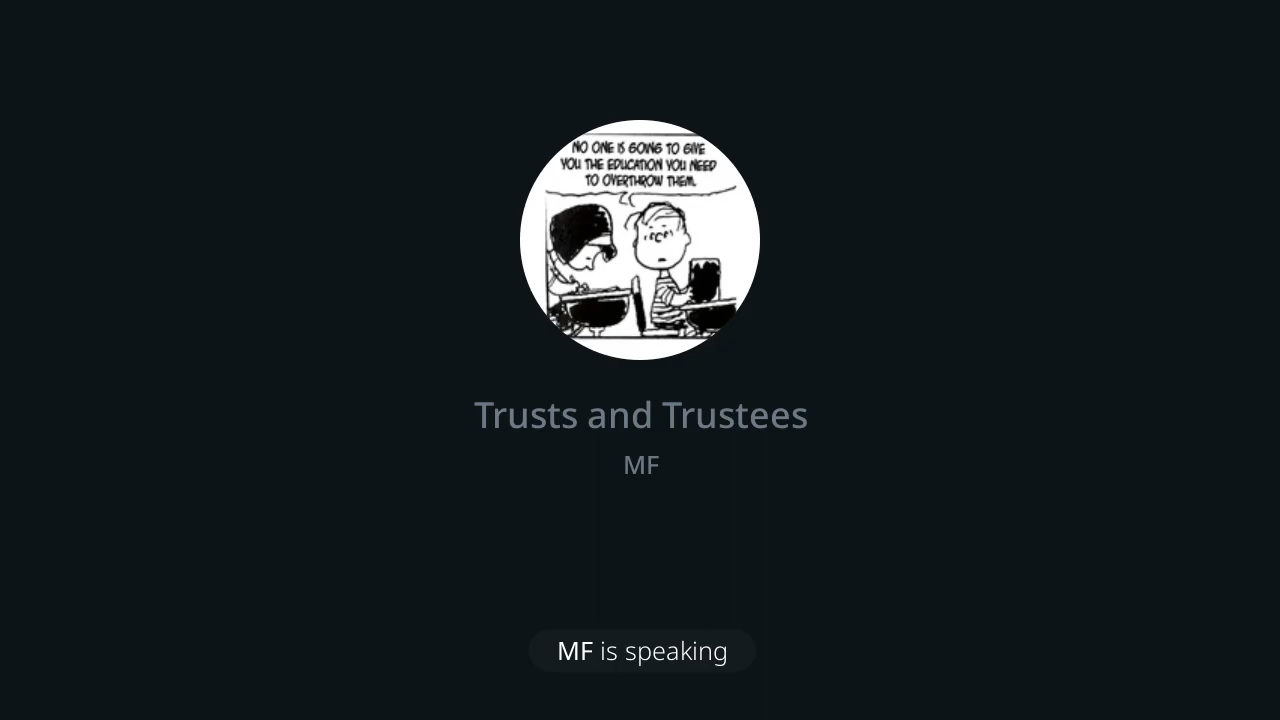 NO ONE IS GOING TO GIVE
YOU THE EDUCATION YOU NEED
TO OVERTHROW THEM.
Trusts and Trustees
MF
MF is speaking